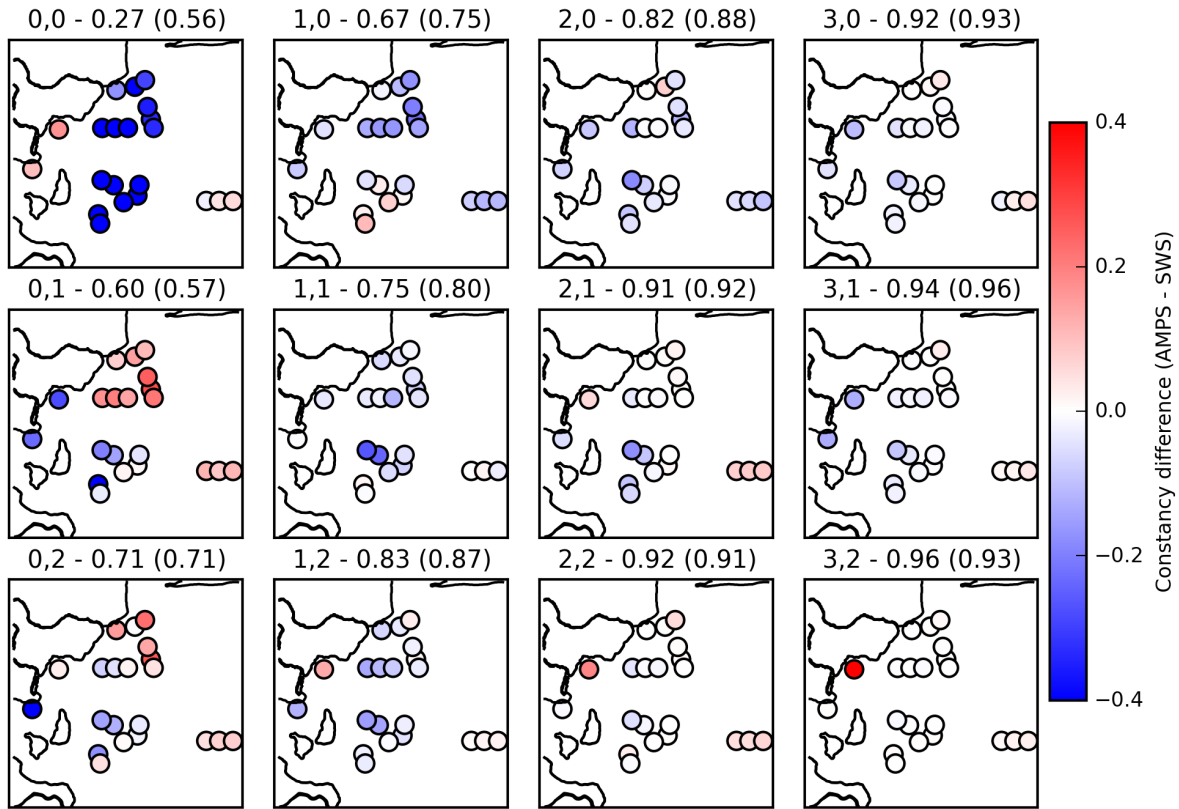 0,0 - 0.27 (0.56)
1,0 - 0.67 (0.75)
2,0 - 0.82 (0.88)
3,0 - 0.92 (0.93)
0,1 - 0.60 (0.57)
1,1 - 0.75 (0.80)
2,1 - 0.91 (0.92)
3,1 - 0.94 (0.96)
0,2 - 0.71 (0.71)
1,2 - 0.83 (0.87)
2,2 - 0.92 (0.91)
3,2 - 0.96 (0.93)
0.4
0.2
0.0
−0.2
−0.4
Constancy difference (AMPS - SWS)